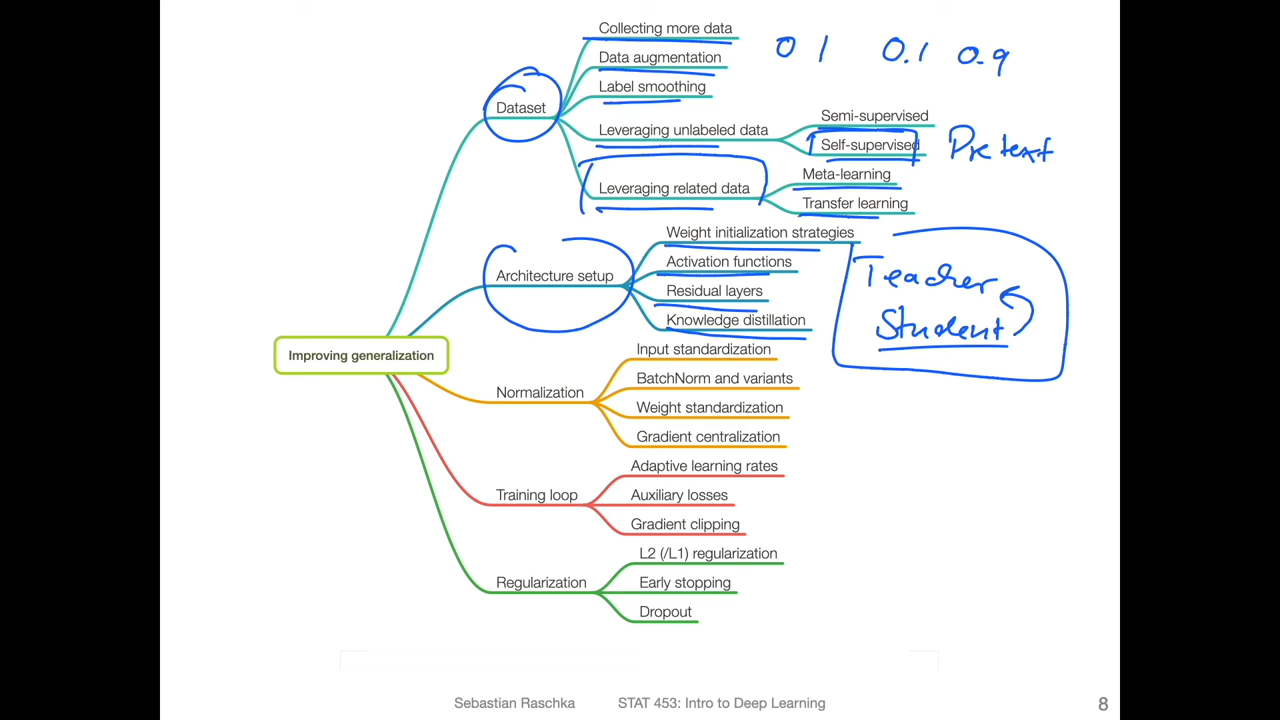 Collecting more data
0 1 0.1 0.9
Data augmentation
Label smoothing
Dataset
Semi-supervised
Leveraging unlabeled data
Self-supervised
Pretext
Meta-learning
Leveraging related data
Transfer learning
Weight initialization strategies
Activation functions
Architecture setup
Residual layers
Knowledge distillation
Teacher
Student
Improving generalization
Input standardization
BatchNorm and variants
Normalization
Weight standardization
Gradient centralization
Adaptive learning rates
Training loop
Auxiliary losses
Gradient clipping
L2 (/L1) regularization
Regularization
Early stopping
Dropout
Sebastian Raschka STAT 453: Intro to Deep Learning 8